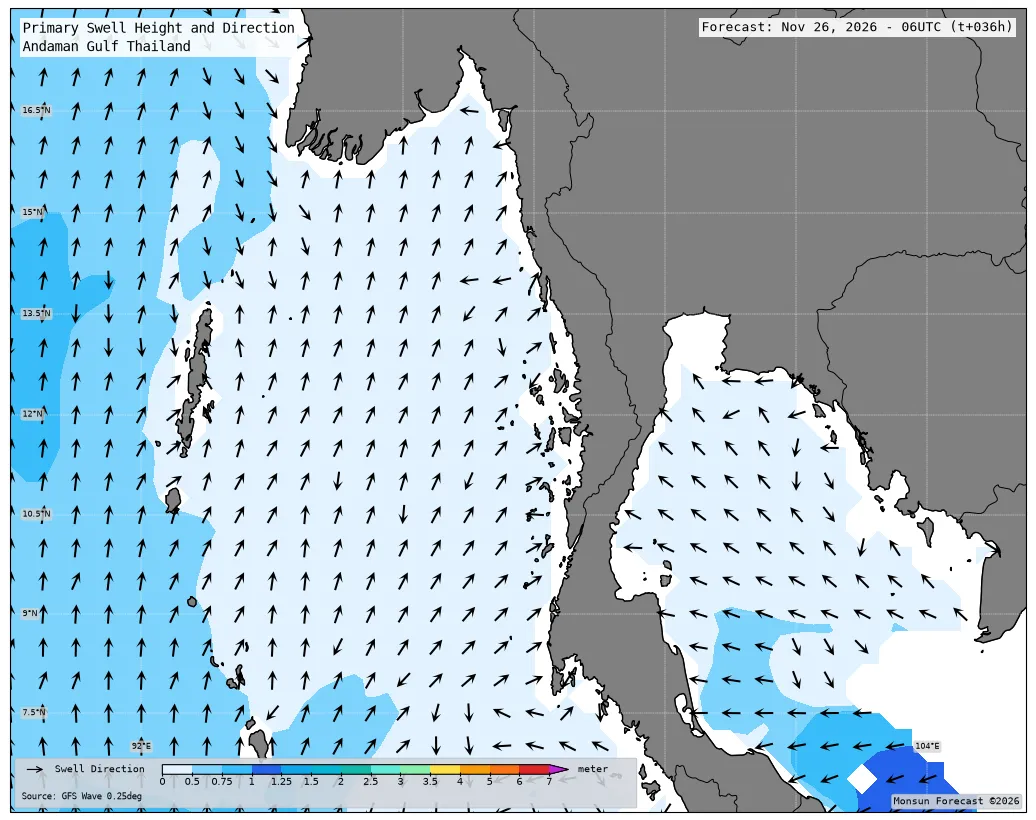 Primary Swell Height and Direction
Andaman Gulf Thailand
Forecast: Nov 26, 2026 - 06UTC (t+036h)
16.5°N
15°N
13.5°N
12°N
10.5°N
9°N
7.5°N
92°E
104°E
Swell Direction
0 0.5 0.75 1 1.25 1.5 2 2.5 3 3.5 4 5 6 7
meter
Source: GFS Wave 0.25deg
Monsun Forecast ©2026